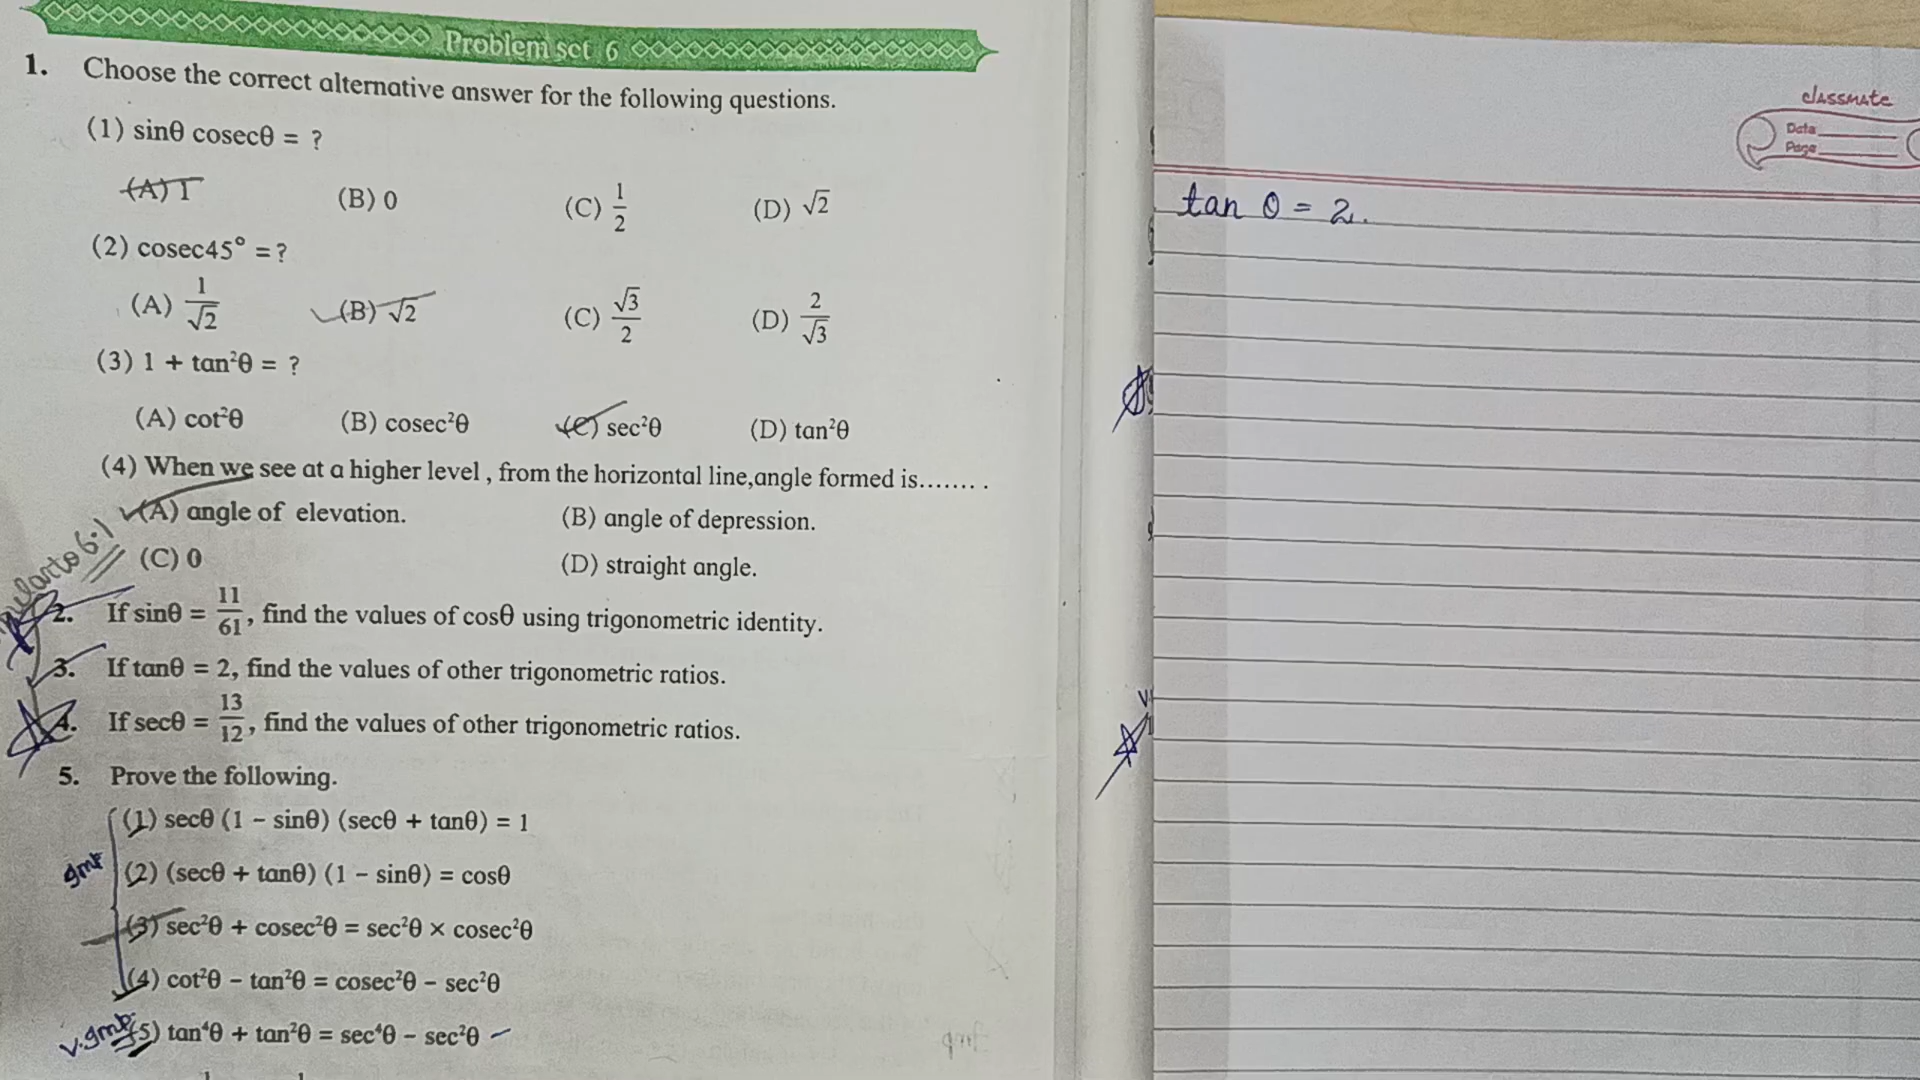 Problem set 6
1. Choose the correct alternative answer for the following questions.
(1) sinθ cosecθ = ?
(A) 1 (B) 0 (C) 1/2 (D) √2
(2) cosec45° = ?
(A) 1/√2 (B) √2 (C) √3/2 (D) 2/√3
(3) 1 + tan²θ = ?
(A) cot²θ (B) cosec²θ (C) sec²θ (D) tan²θ
(4) When we see at a higher level , from the horizontal line,angle formed is....... .
(A) angle of elevation. (B) angle of depression.
(C) 0 (D) straight angle.
6.1
2. If sinθ = 11/61, find the values of cosθ using trigonometric identity.
3. If tanθ = 2, find the values of other trigonometric ratios.
4. If secθ = 13/12, find the values of other trigonometric ratios.
5. Prove the following.
(1) secθ (1 − sinθ) (secθ + tanθ) = 1
Imp (2) (secθ + tanθ) (1 − sinθ) = cosθ
(3) sec²θ + cosec²θ = sec²θ × cosec²θ
(4) cot²θ − tan²θ = cosec²θ − sec²θ
V.Imp. (5) tan⁴θ + tan²θ = sec⁴θ − sec²θ
classmate
Date
Page
tan θ = 2.